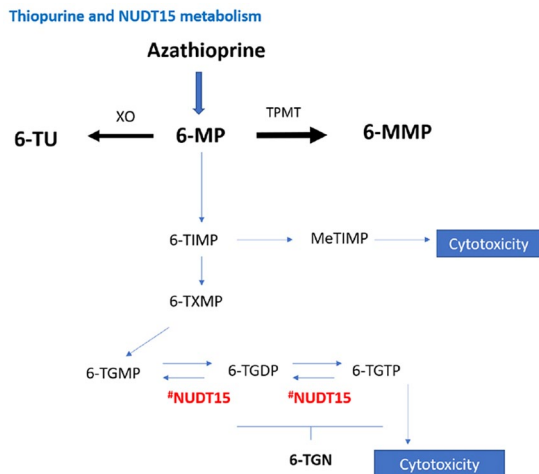 Thiopurine and NUDT15 metabolism
Azathioprine
XO
TPMT
6-TU
6-MP
6-MMP
6-TIMP
MeTIMP
Cytotoxicity
6-TXMP
6-TGMP
6-TGDP
6-TGTP
#NUDT15
#NUDT15
6-TGN
Cytotoxicity